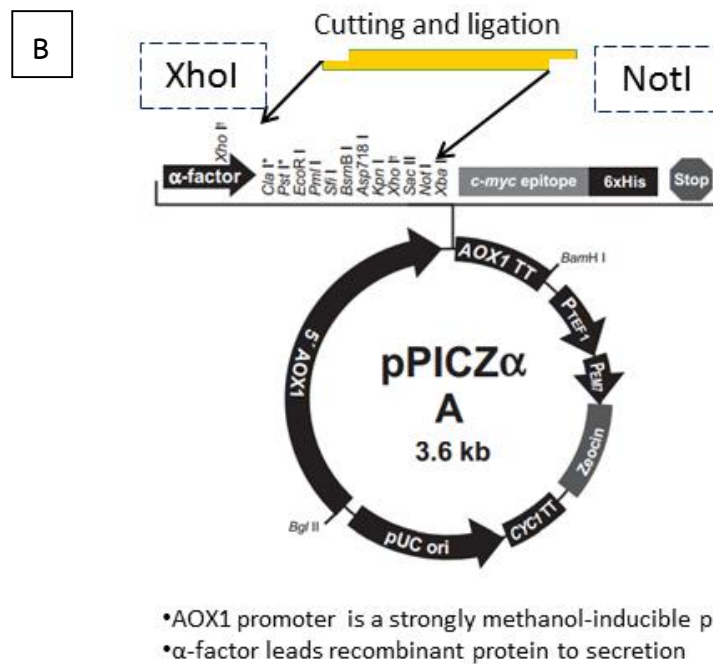 B
Cutting and ligation
XhoI
NotI
Xho I*
Cla I*
Pst I*
EcoR I
Pml I
Sfi I
BsmB I
Asp718 I
Kpn I
Xho I†
Sac II
Not I
Xba I
α-factor
c-myc epitope
6xHis
Stop
AOX1 TT
BamH I
PTEF1
PEM7
Zeocin
CYC1 TT
pUC ori
Bgl II
5´ AOX1
pPICZα
A
3.6 kb
•AOX1 promoter is a strongly methanol-inducible p
•α-factor leads recombinant protein to secretion